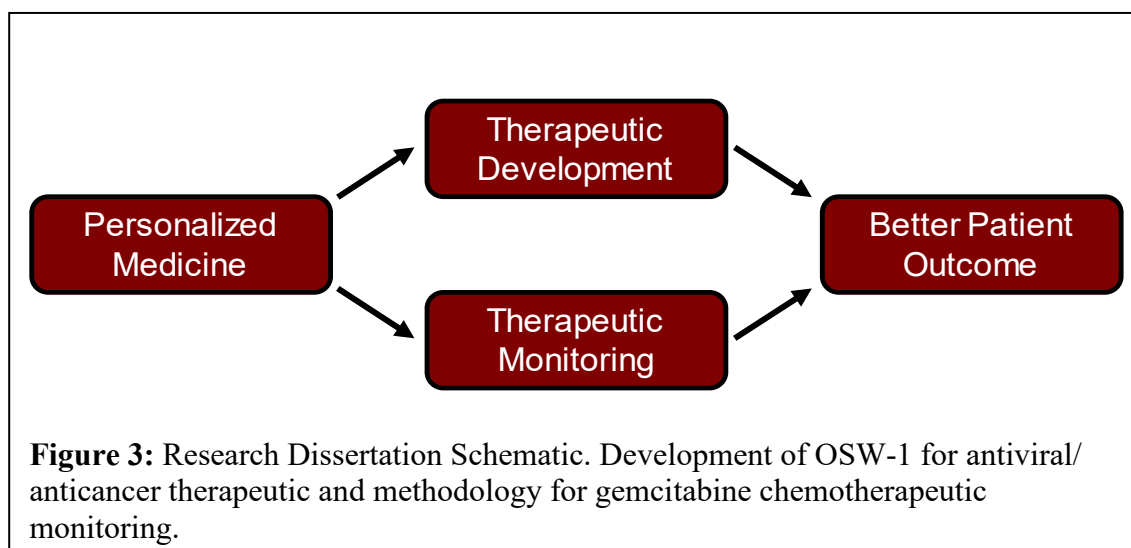 Therapeutic
Development
Personalized
Medicine
Better Patient
Outcome
Therapeutic
Monitoring
Figure 3: Research Dissertation Schematic. Development of OSW-1 for antiviral/
anticancer therapeutic and methodology for gemcitabine chemotherapeutic
monitoring.